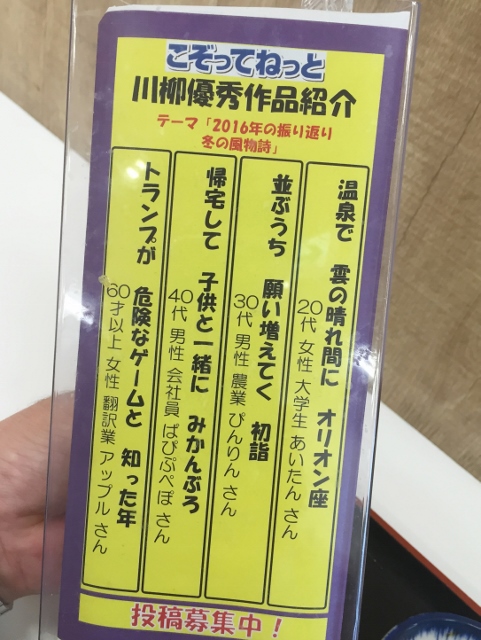 こぞってねっと
川柳優秀作品紹介
テーマ「2016年の振り返り
冬の風物詩」
温泉で 雲の晴れ間に オリオン座
20代 女性 大学生 あいたん さん
並ぶうち 願い増えてく 初詣
30代 男性 農業 ぴんりん さん
帰宅して 子供と一緒に みかんぶろ
40代 男性 会社員 ぱぴぷぺぽ さん
トランプが 危険なゲームと 知った年
60才以上 女性 翻訳業 アップル さん
投稿募集中!